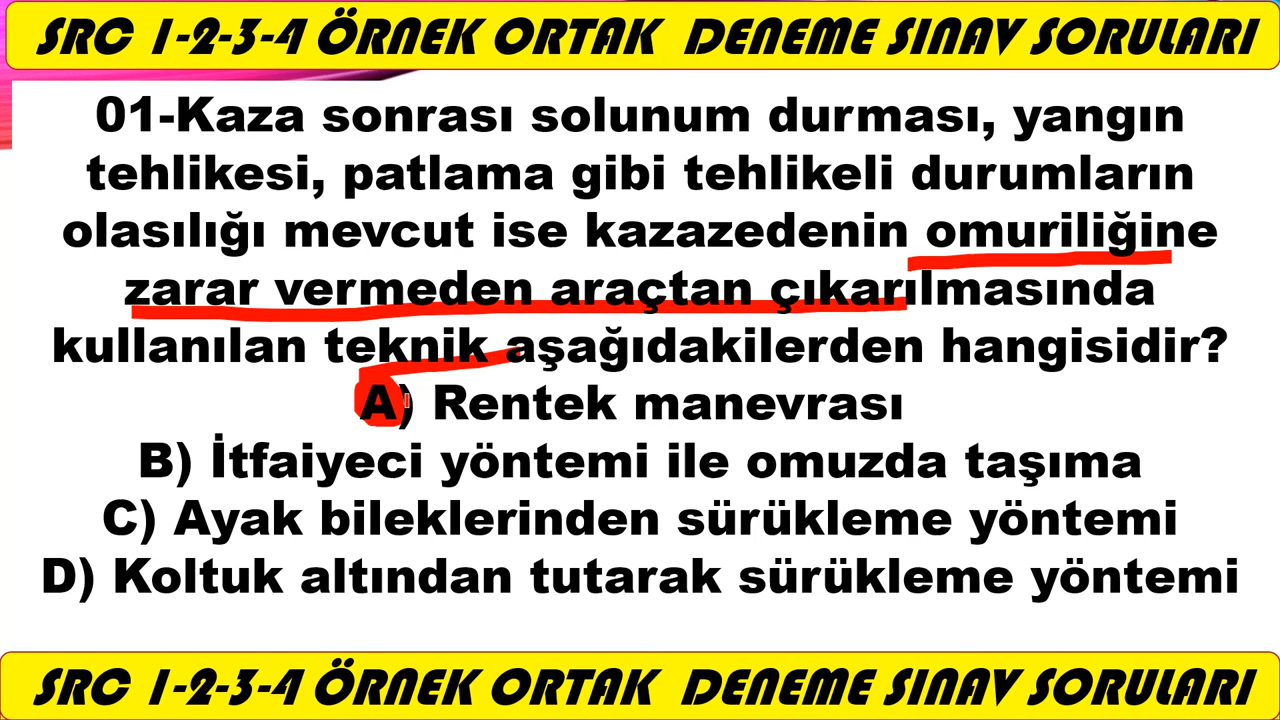 SRC 1-2-3-4 ÖRNEK ORTAK DENEME SINAV SORULARI
01-Kaza sonrası solunum durması, yangın
tehlikesi, patlama gibi tehlikeli durumların
olasılığı mevcut ise kazazedenin omuriliğine
zarar vermeden araçtan çıkarılmasında
kullanılan teknik aşağıdakilerden hangisidir?
A) Rentek manevrası
B) İtfaiyeci yöntemi ile omuzda taşıma
C) Ayak bileklerinden sürükleme yöntemi
D) Koltuk altından tutarak sürükleme yöntemi
SRC 1-2-3-4 ÖRNEK ORTAK DENEME SINAV SORULARI